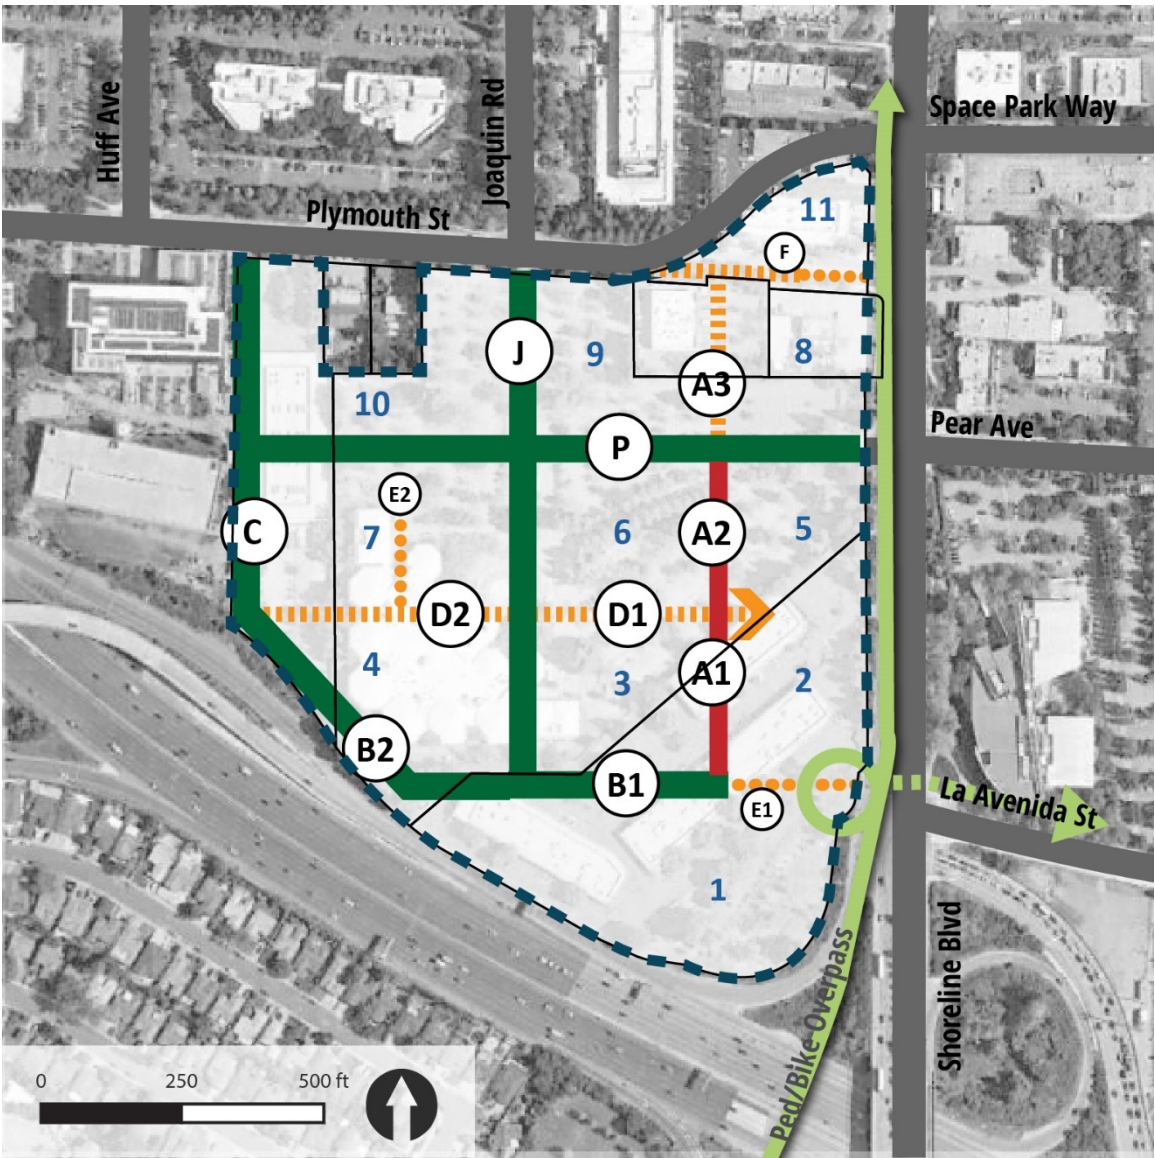 Space Park Way
Huff Ave
Joaquin Rd
Plymouth St
11
F
J
9
8
A3
10
Pear Ave
P
E2
C
7
6
A2
5
D2
D1
4
3
A1
2
B2
B1
E1
La Avenida St
1
Ped/Bike Overpass
Shoreline Blvd
0 250 500 ft